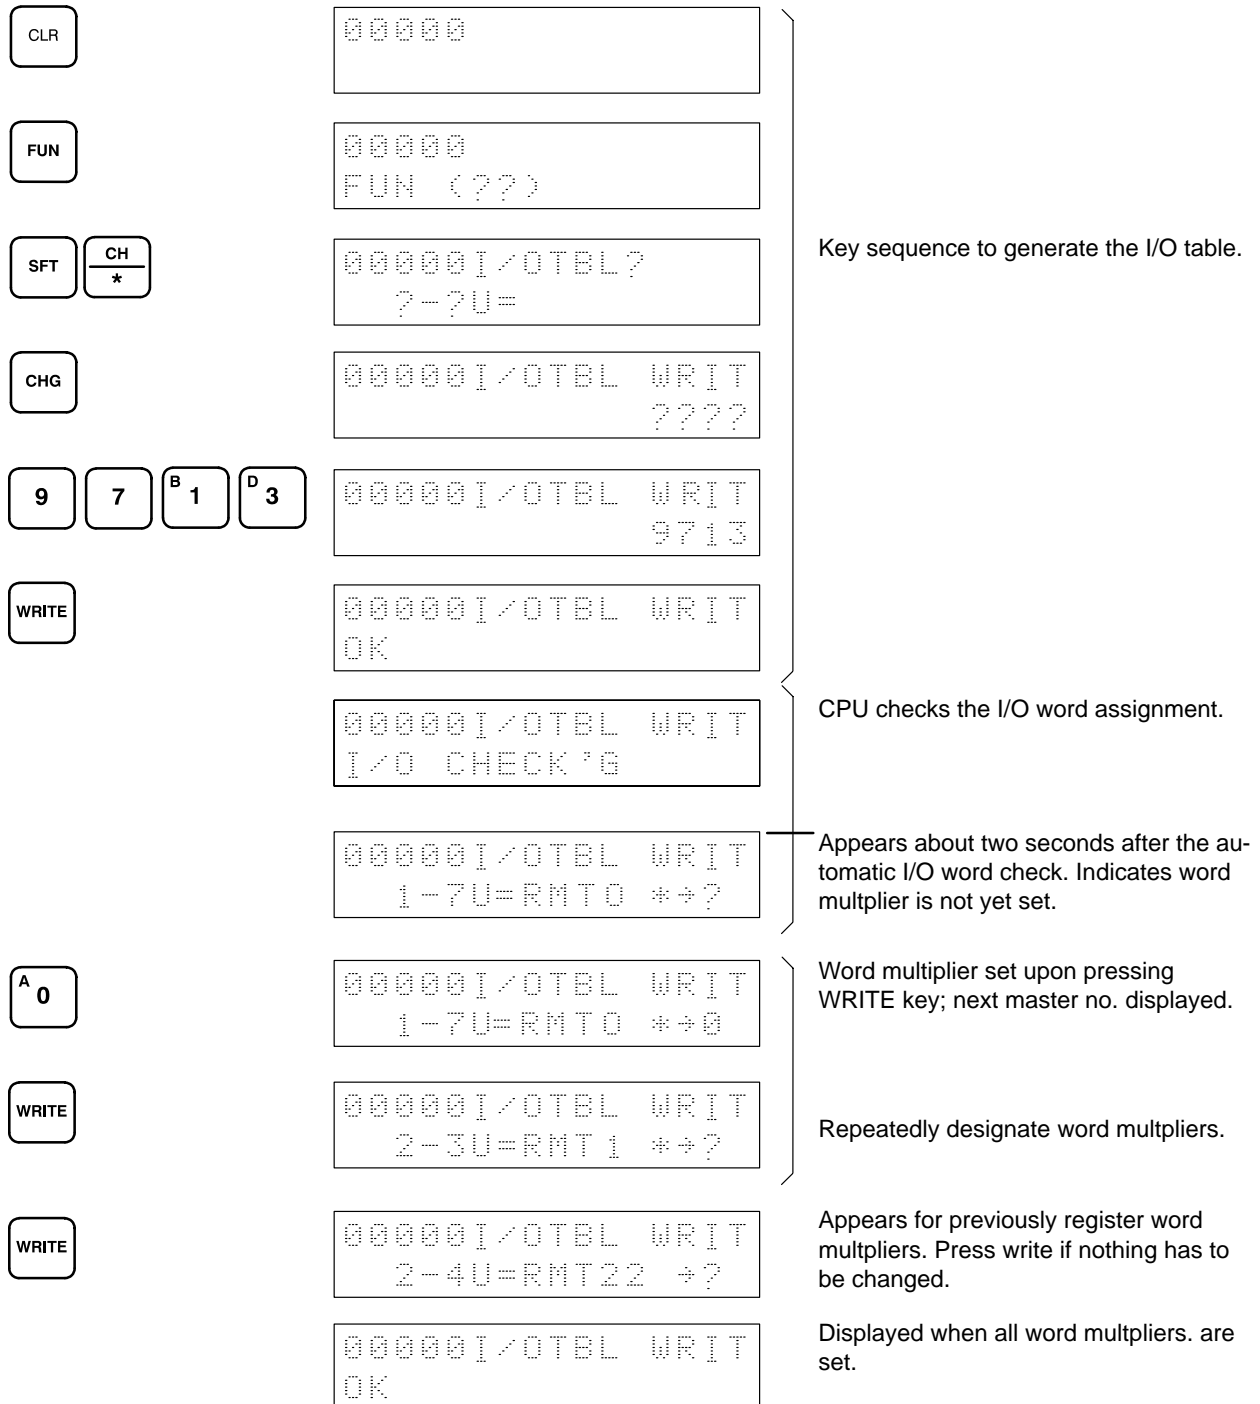 CLR
00000
FUN
00000
FUN (??)
SFT
CH
*
00000I/OTBL?
?-?U=
Key sequence to generate the I/O table.
CHG
00000I/OTBL WRIT
????
9
7
B 1
D 3
00000I/OTBL WRIT
9713
WRITE
00000I/OTBL WRIT
OK
00000I/OTBL WRIT
I/O CHECK'G
CPU checks the I/O word assignment.
00000I/OTBL WRIT
1-7U=RMT0 *→?
Appears about two seconds after the au-
tomatic I/O word check. Indicates word
multplier is not yet set.
A 0
00000I/OTBL WRIT
1-7U=RMT0 *→0
Word multiplier set upon pressing
WRITE key; next master no. displayed.
WRITE
00000I/OTBL WRIT
2-3U=RMT1 *→?
Repeatedly designate word multpliers.
WRITE
00000I/OTBL WRIT
2-4U=RMT22 →?
Appears for previously register word
multpliers. Press write if nothing has to
be changed.
00000I/OTBL WRIT
OK
Displayed when all word multpliers. are
set.